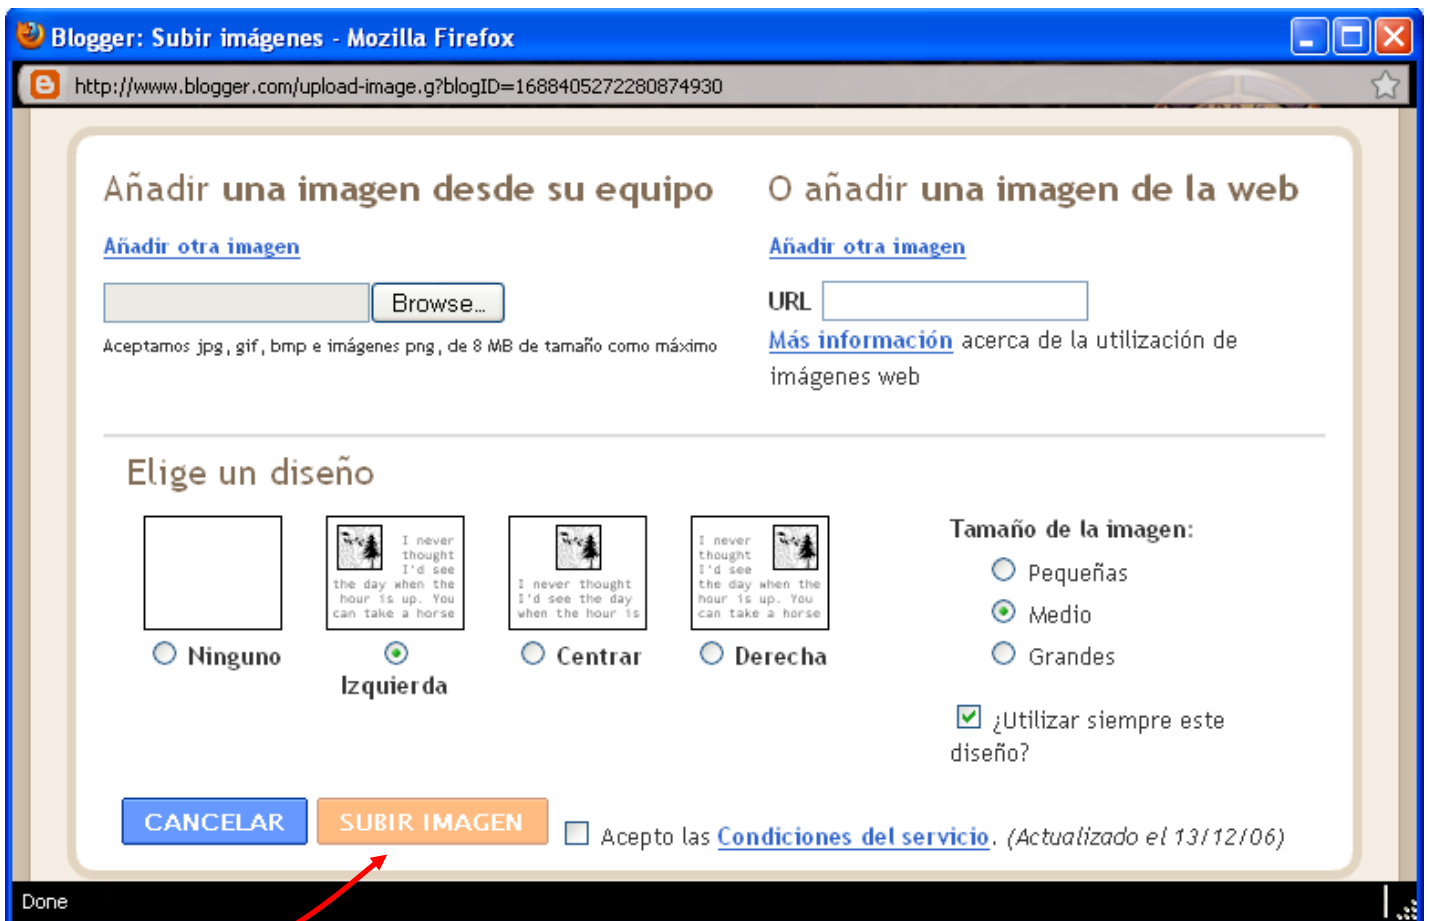 Blogger: Subir imágenes - Mozilla Firefox
http://www.blogger.com/upload-image.g?blogID=1688405272280874930
Añadir una imagen desde su equipo
Añadir otra imagen
Browse...
Aceptamos jpg, gif, bmp e imágenes png, de 8 MB de tamaño como máximo
O añadir una imagen de la web
Añadir otra imagen
URL
Más información acerca de la utilización de
imágenes web
Elige un diseño
I never
thought
I'd see
the day when the
hour is up. You
can take a horse
I never thought
I'd see the day
when the hour is
I never
thought
I'd see
the day when the
hour is up. You
can take a horse
Ninguno
Izquierda
Centrar
Derecha
Tamaño de la imagen:
Pequeñas
Medio
Grandes
¿Utilizar siempre este
diseño?
CANCELAR
SUBIR IMAGEN
Acepto las Condiciones del servicio. (Actualizado el 13/12/06)
Done